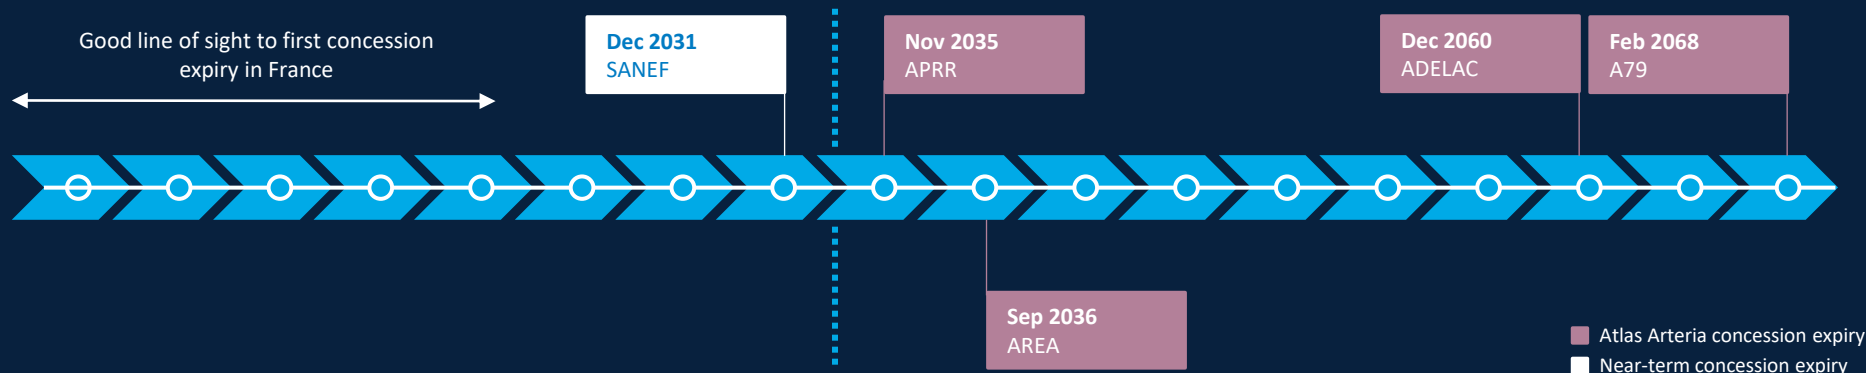 Good line of sight to first concession
expiry in France
Dec 2031
SANEF
Nov 2035
APRR
Dec 2060
ADELAC
Feb 2068
A79
Sep 2036
AREA
Atlas Arteria concession expiry
Near-term concession expiry